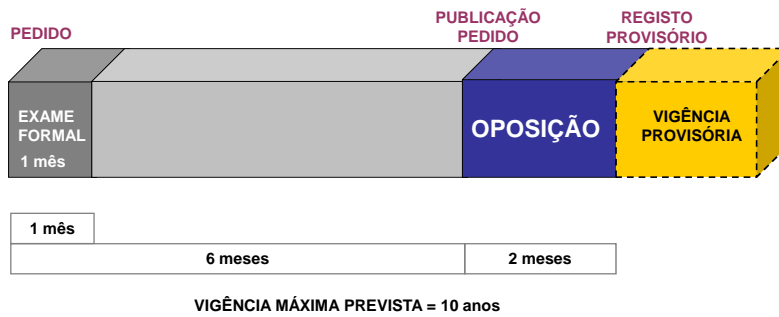 PEDIDO
PUBLICAÇÃO
PEDIDO
REGISTO
PROVISÓRIO
EXAME
FORMAL
1 mês
OPOSIÇÃO
VIGÊNCIA
PROVISÓRIA
1 mês
6 meses
2 meses
VIGÊNCIA MÁXIMA PREVISTA = 10 anos